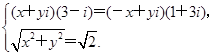 (x+yi)(3-i)=(-x+yi)(1+3i),
√(x²+y²)=√2.